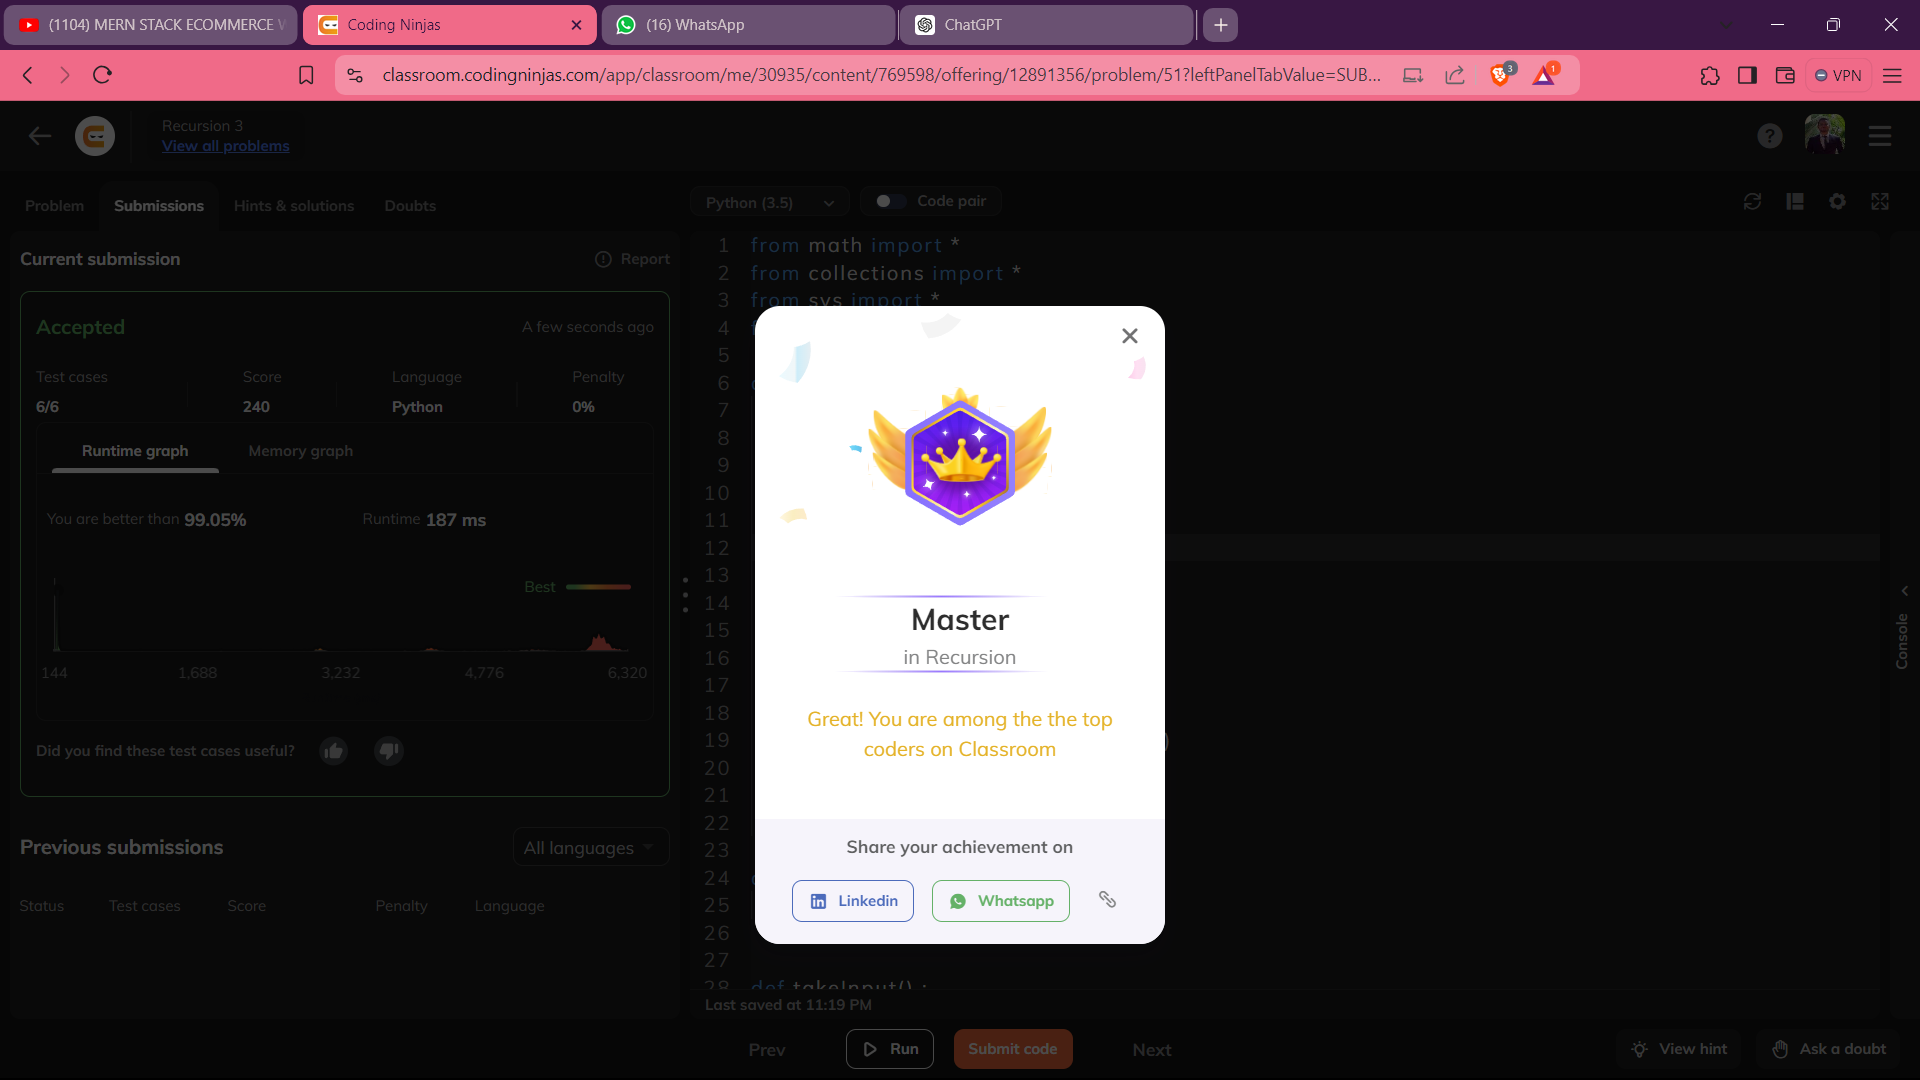 (1104) MERN STACK ECOMMERCE
Coding Ninjas
(16) WhatsApp
ChatGPT
classroom.codingninjas.com/app/classroom/me/30935/content/769598/offering/12891356/problem/51?leftPanelTabValue=SUB...
3
1
VPN
Recursion 3
View all problems
?
Problem
Submissions
Hints & solutions
Doubts
Python (3.5)
Code pair
Current submission
Report
Accepted
A few seconds ago
Test cases
Score
Language
Penalty
6/6
240
Python
0%
Runtime graph
Memory graph
You are better than 99.05%
Runtime 187 ms
Best
144
1,688
3,232
4,776
6,320
Did you find these test cases useful?
Previous submissions
All languages
Status
Test cases
Score
Penalty
Language
1 from math import *
2 from collections import *
3 from sys import *
4
5
6
7
8
9
10
11
12
13
14
15
16
17
18
19 )
20
21
22
23
24
25
26
27
28 def takeInput() :
Last saved at 11:19 PM
Console
Master
in Recursion
Great! You are among the the top
coders on Classroom
Share your achievement on
Linkedin
Whatsapp
Prev
Run
Submit code
Next
View hint
Ask a doubt